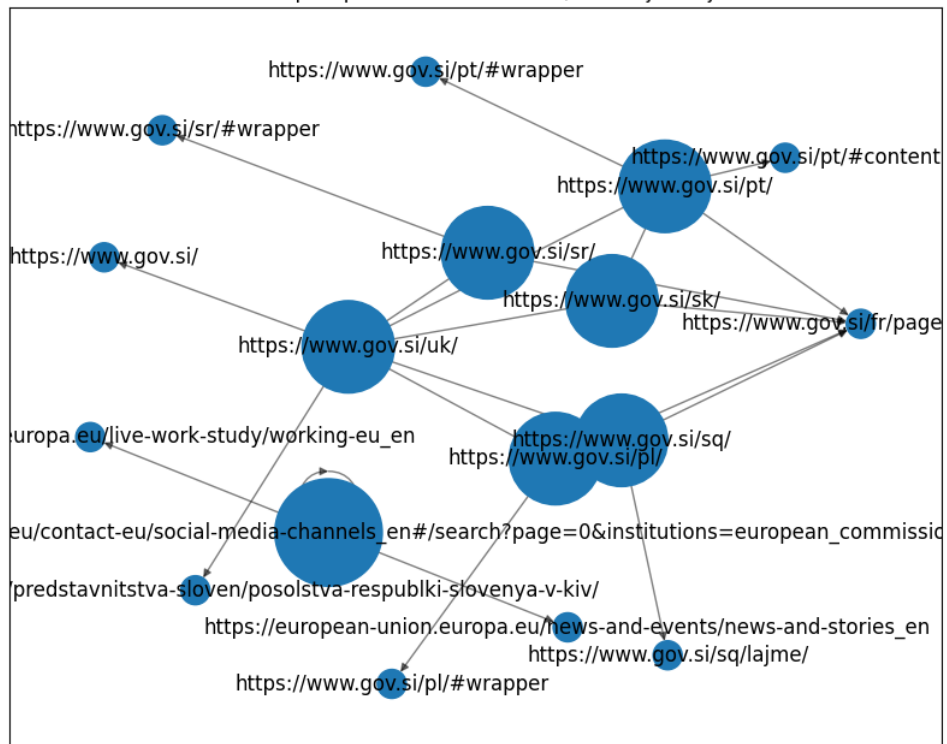 https://www.gov.si/pt/#wrapper
https://www.gov.si/sr/#wrapper
https://www.gov.si/pt/#content
https://www.gov.si/pt/
https://www.gov.si/
https://www.gov.si/sr/
https://www.gov.si/sk/
https://www.gov.si/fr/page
https://www.gov.si/uk/
europa.eu/live-work-study/working-eu_en
https://www.gov.si/sq/
https://www.gov.si/pl/
eu/contact-eu/social-media-channels_en#/search?page=0&institutions=european_commissio
/predstavnitstva-sloven/posolstva-respublki-slovenya-v-kiv/
https://european-union.europa.eu/news-and-events/news-and-stories_en
https://www.gov.si/sq/lajme/
https://www.gov.si/pl/#wrapper